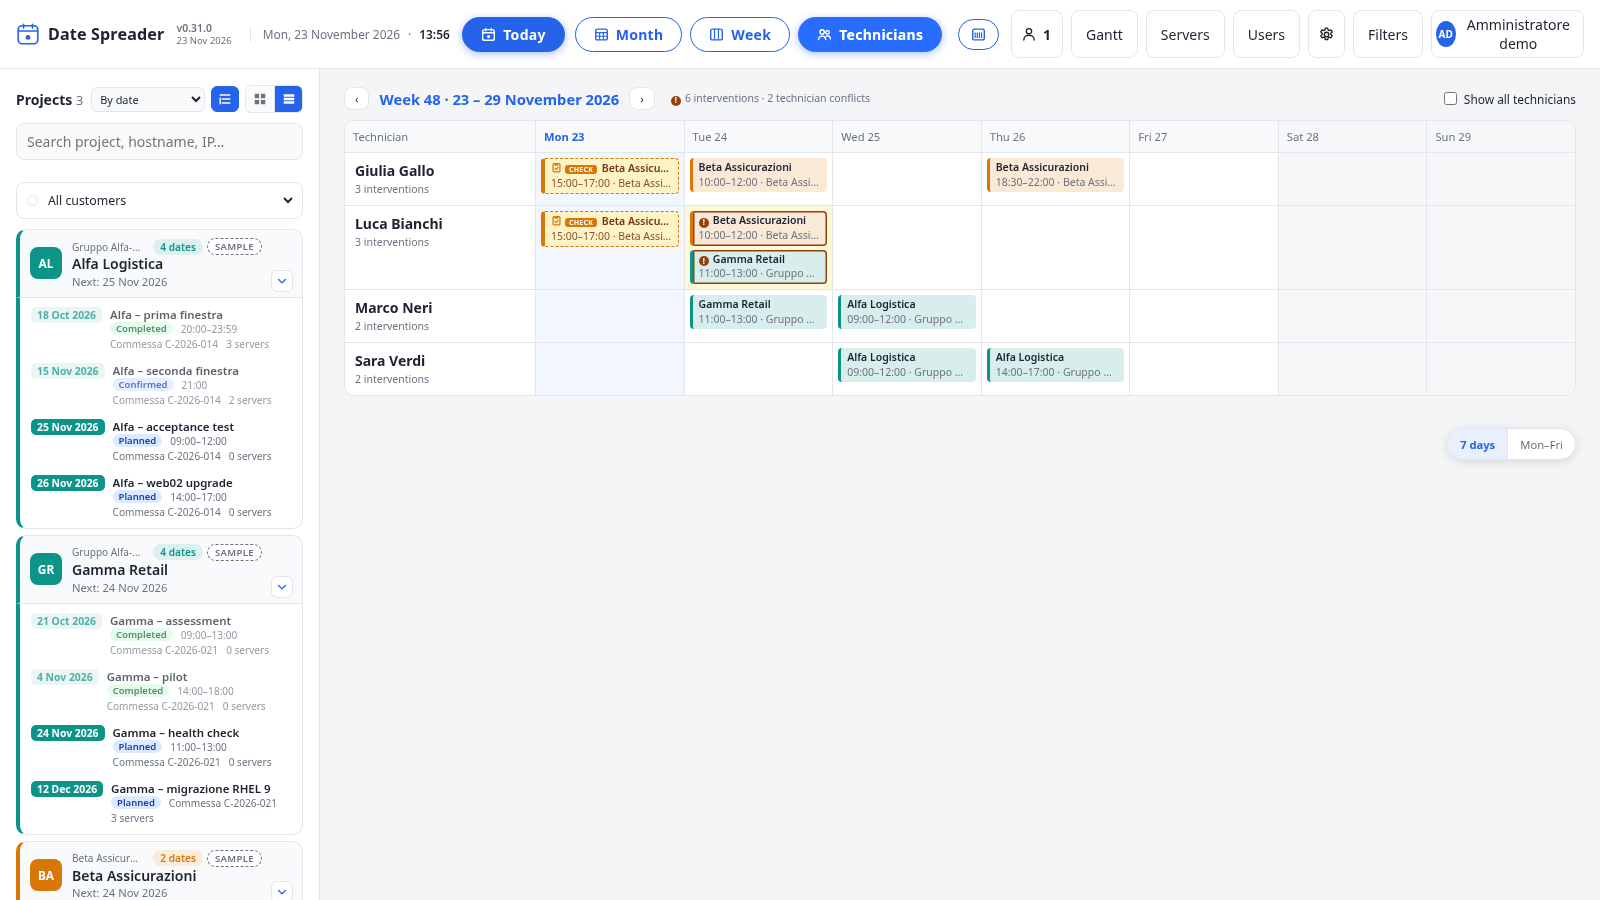 Date Spreader
v0.31.0
23 Nov 2026
Mon, 23 November 2026 · 13:56
Today
Month
Week
Technicians
1
Gantt
Servers
Users
Filters
AD
Amministratore demo
Projects 3
By date
Search project, hostname, IP...
All customers
AL
Gruppo Alfa-...
4 dates
SAMPLE
Alfa Logistica
Next: 25 Nov 2026
18 Oct 2026
Alfa – prima finestra
Completed 20:00–23:59
Commessa C-2026-014 3 servers
15 Nov 2026
Alfa – seconda finestra
Confirmed 21:00
Commessa C-2026-014 2 servers
25 Nov 2026
Alfa – acceptance test
Planned 09:00–12:00
Commessa C-2026-014 0 servers
26 Nov 2026
Alfa – web02 upgrade
Planned 14:00–17:00
Commessa C-2026-014 0 servers
GR
Gruppo Alfa-...
4 dates
SAMPLE
Gamma Retail
Next: 24 Nov 2026
21 Oct 2026
Gamma – assessment
Completed 09:00–13:00
Commessa C-2026-021 0 servers
4 Nov 2026
Gamma – pilot
Completed 14:00–18:00
Commessa C-2026-021 0 servers
24 Nov 2026
Gamma – health check
Planned 11:00–13:00
Commessa C-2026-021 0 servers
12 Dec 2026
Gamma – migrazione RHEL 9
Planned Commessa C-2026-021
3 servers
BA
Beta Assicur...
2 dates
SAMPLE
Beta Assicurazioni
Next: 24 Nov 2026
‹
Week 48 · 23 – 29 November 2026
›
! 6 interventions · 2 technician conflicts
Show all technicians
Technician
Mon 23
Tue 24
Wed 25
Thu 26
Fri 27
Sat 28
Sun 29
Giulia Gallo
3 interventions
CHECK Beta Assicu...
15:00–17:00 · Beta Assi...
Beta Assicurazioni
10:00–12:00 · Beta Assi...
Beta Assicurazioni
18:30–22:00 · Beta Assi...
Luca Bianchi
3 interventions
CHECK Beta Assicu...
15:00–17:00 · Beta Assi...
! Beta Assicurazioni
10:00–12:00 · Beta Assi...
! Gamma Retail
11:00–13:00 · Gruppo ...
Marco Neri
2 interventions
Gamma Retail
11:00–13:00 · Gruppo ...
Alfa Logistica
09:00–12:00 · Gruppo ...
Sara Verdi
2 interventions
Alfa Logistica
09:00–12:00 · Gruppo ...
Alfa Logistica
14:00–17:00 · Gruppo ...
7 days
Mon–Fri